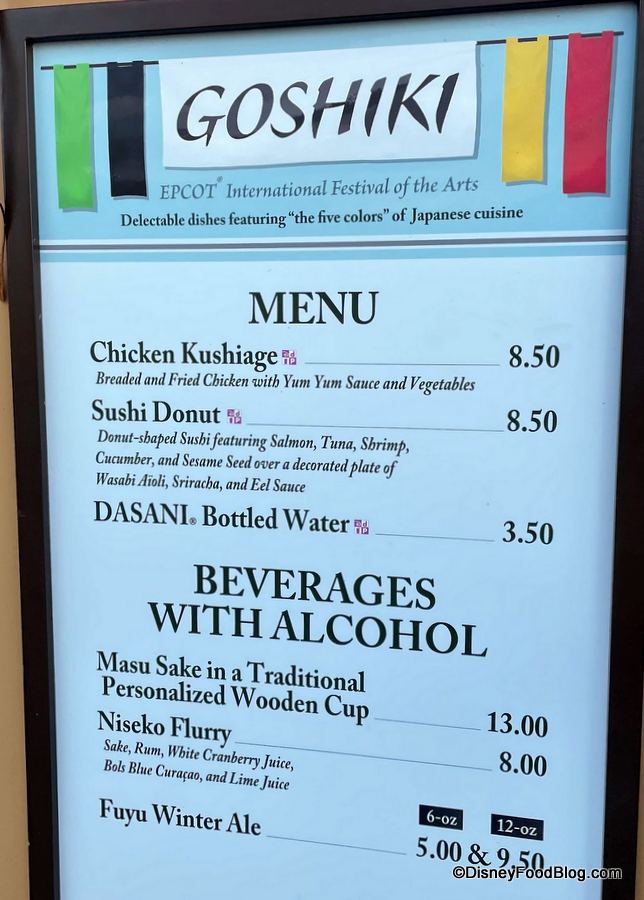 GOSHIKI
EPCOT® International Festival of the Arts
Delectable dishes featuring “the five colors” of Japanese cuisine
MENU
Chicken Kushiage 8.50
Breaded and Fried Chicken with Yum Yum Sauce and Vegetables
Sushi Donut 8.50
Donut-shaped Sushi featuring Salmon, Tuna, Shrimp,
Cucumber, and Sesame Seed over a decorated plate of
Wasabi Aïoli, Sriracha, and Eel Sauce
DASANI® Bottled Water 3.50
BEVERAGES
WITH ALCOHOL
Masu Sake in a Traditional
Personalized Wooden Cup 13.00
Niseko Flurry 8.00
Sake, Rum, White Cranberry Juice,
Bols Blue Curaçao, and Lime Juice
6-oz 12-oz
Fuyu Winter Ale 5.00 & 9.50
©DisneyFoodBlog.com